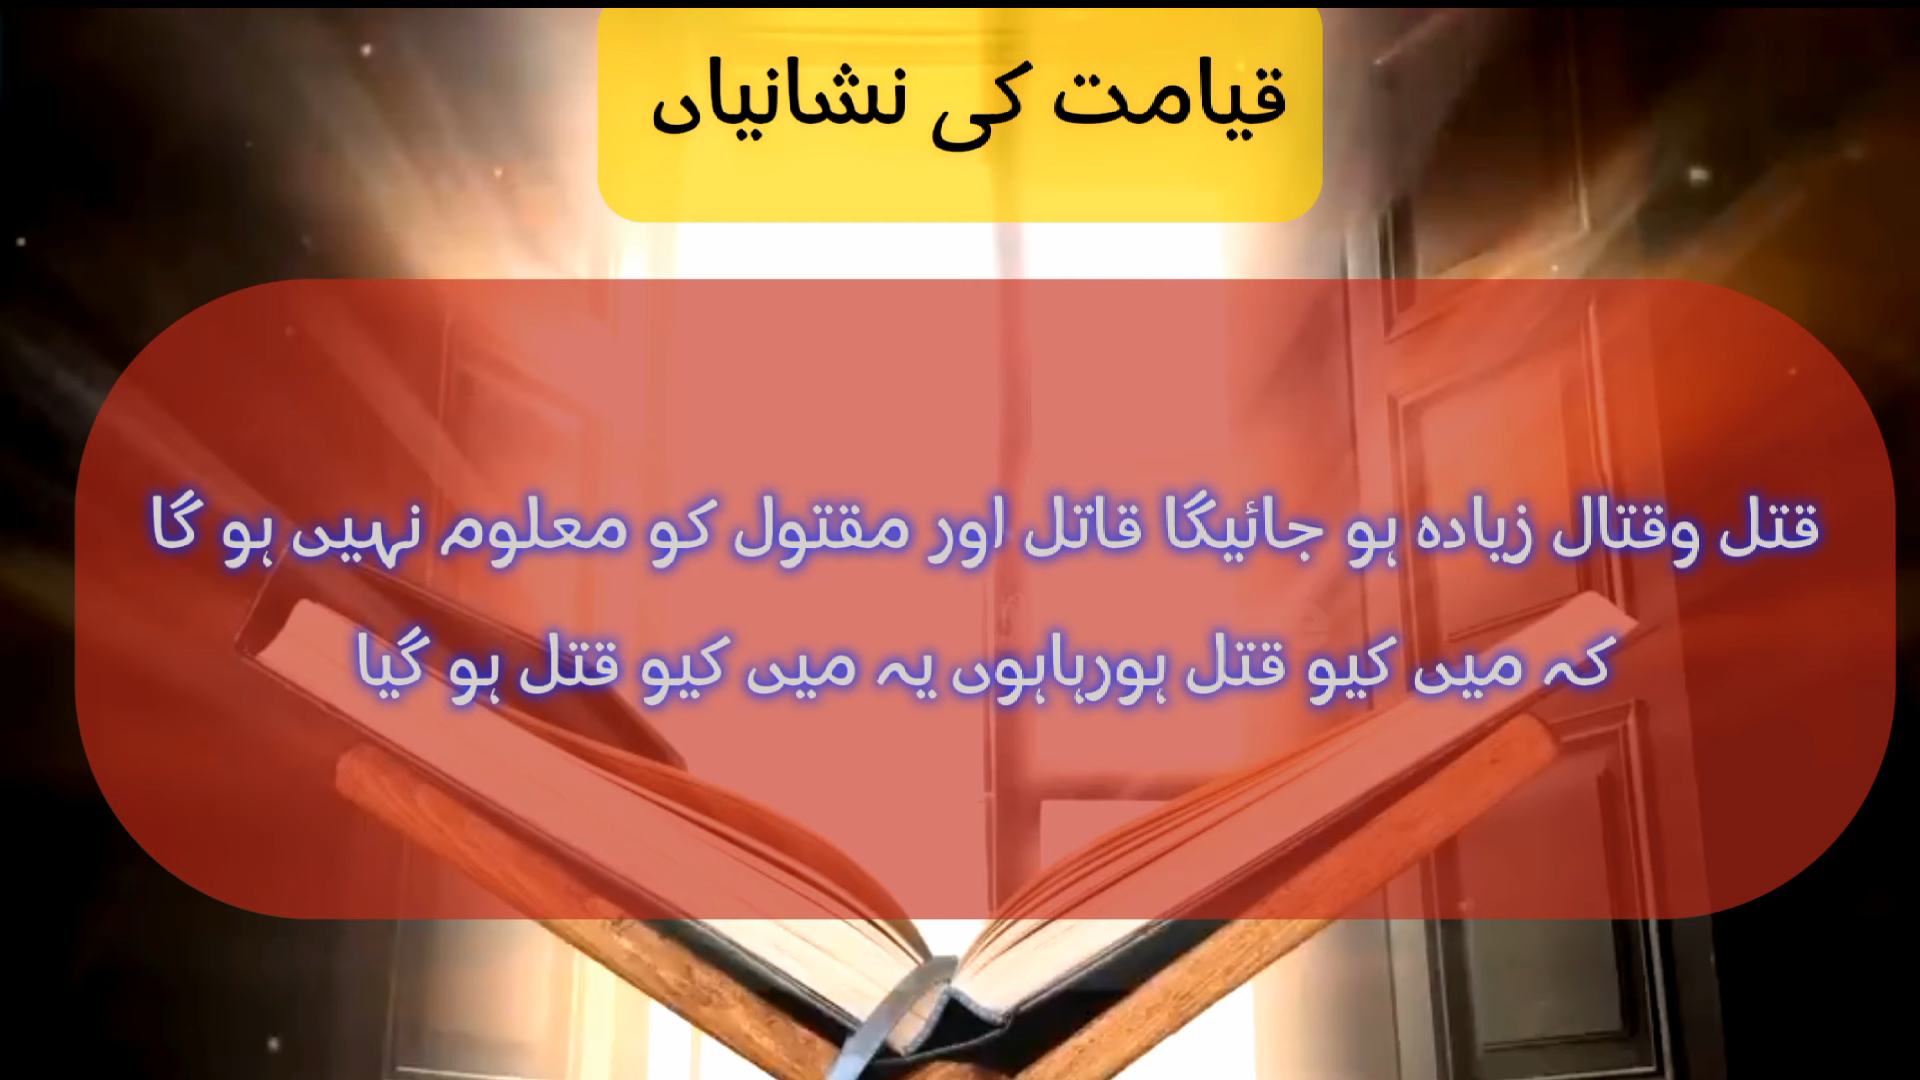 قیامت کی نشانیاں
قتل وقتال زیادہ ہو جائیگا قاتل اور مقتول کو معلوم نہیں ہو گا
کہ میں کیو قتل ہورہاہوں یہ میں کیو قتل ہو گیا